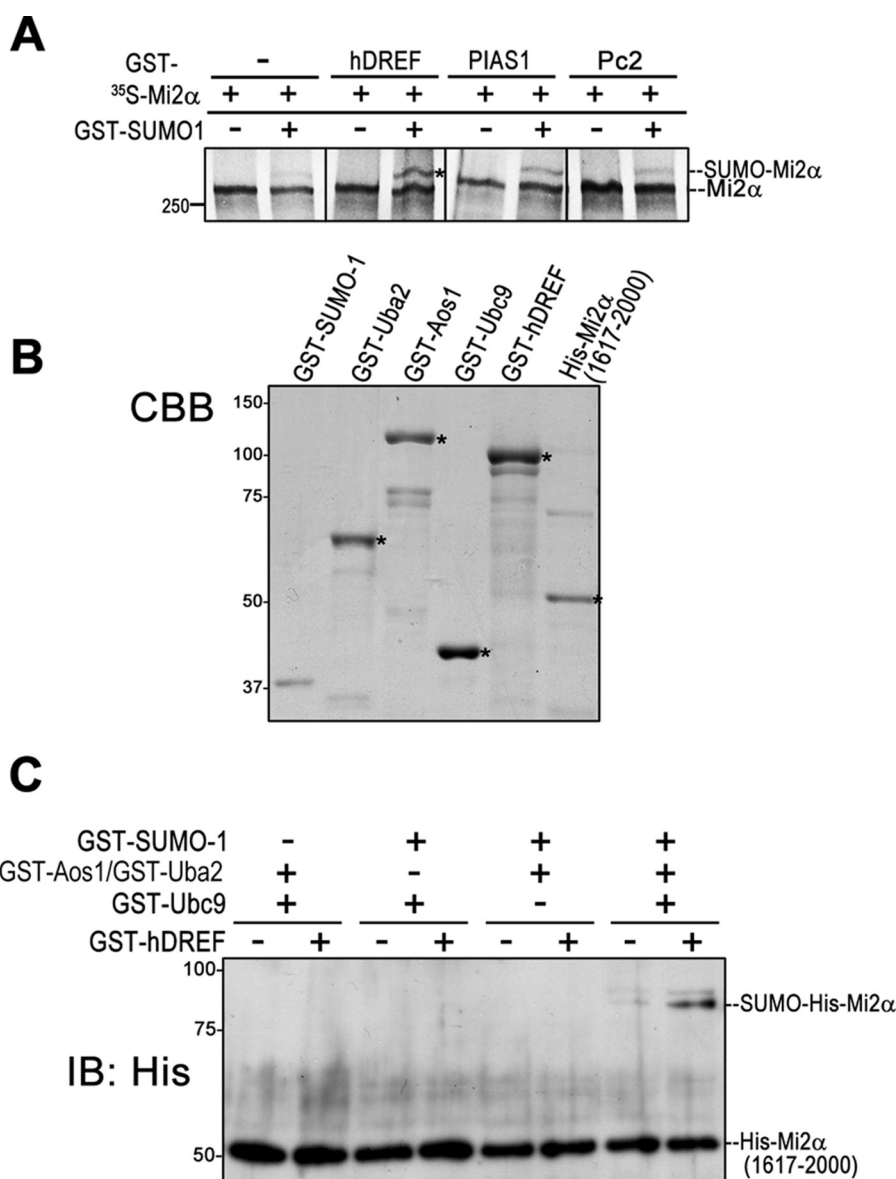 A
GST- - hDREF PIAS1 Pc2
35S-Mi2α + + + + + + + +
GST-SUMO1 - + - + - + - +
*
--SUMO-Mi2α
--Mi2α
250
B
GST-SUMO-1
GST-Uba2
GST-Aos1
GST-Ubc9
GST-hDREF
His-Mi2α
(1617-2000)
CBB
150
*
100 *
75
*
50 *
*
37
C
GST-SUMO-1 - + + +
GST-Aos1/GST-Uba2 + - + +
GST-Ubc9 + + - +
GST-hDREF - + - + - + - +
100
--SUMO-His-Mi2α
75
IB: His
50
--His-Mi2α
(1617-2000)